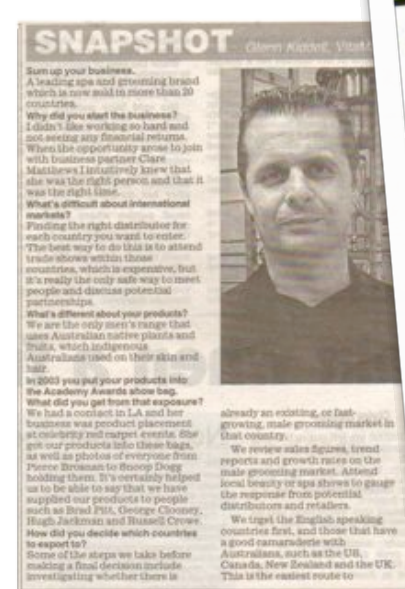 SNAPSHOT Glenn Kiddell, VitaM
Sum up your business.
A leading spa and grooming brand
which is now sold in more than 20
countries.
Why did you start the business?
I didn't like working so hard and
not seeing any financial returns.
When the opportunity arose to join
with business partner Clare
Matthews I intuitively knew that
she was the right person and that it
was the right time.
What's difficult about international
markets?
Finding the right distributor for
each country you want to enter.
The best way to do this is to attend
trade shows within those
countries, which is expensive, but
it's really the only safe way to meet
people and discuss potential
partnerships.
What's different about your products?
We are the only men's range that
uses Australian native plants and
fruits, which indigenous
Australians used on their skin and
hair.
In 2003 you put your products into
the Academy Awards show bag.
What did you get from that exposure?
We had a contact in LA and her
business was product placement
at celebrity red carpet events. She
got our products into these bags,
as well as photos of everyone from
Pierce Brosnan to Snoop Dogg
holding them. It's certainly helped
us to be able to say that we have
supplied our products to people
such as Brad Pitt, George Clooney,
Hugh Jackman and Russell Crowe.
How did you decide which countries
to export to?
Some of the steps we take before
making a final decision include
investigating whether there is
already an existing, or fast-
growing, male grooming market in
that country.
We review sales figures, trend
reports and growth rates on the
male grooming market. Attend
local beauty or spa shows to gauge
the response from potential
distributors and retailers.
We target the English speaking
countries first, and those that have
a good camaraderie with
Australians, such as the US,
Canada, New Zealand and the UK.
This is the easiest route to